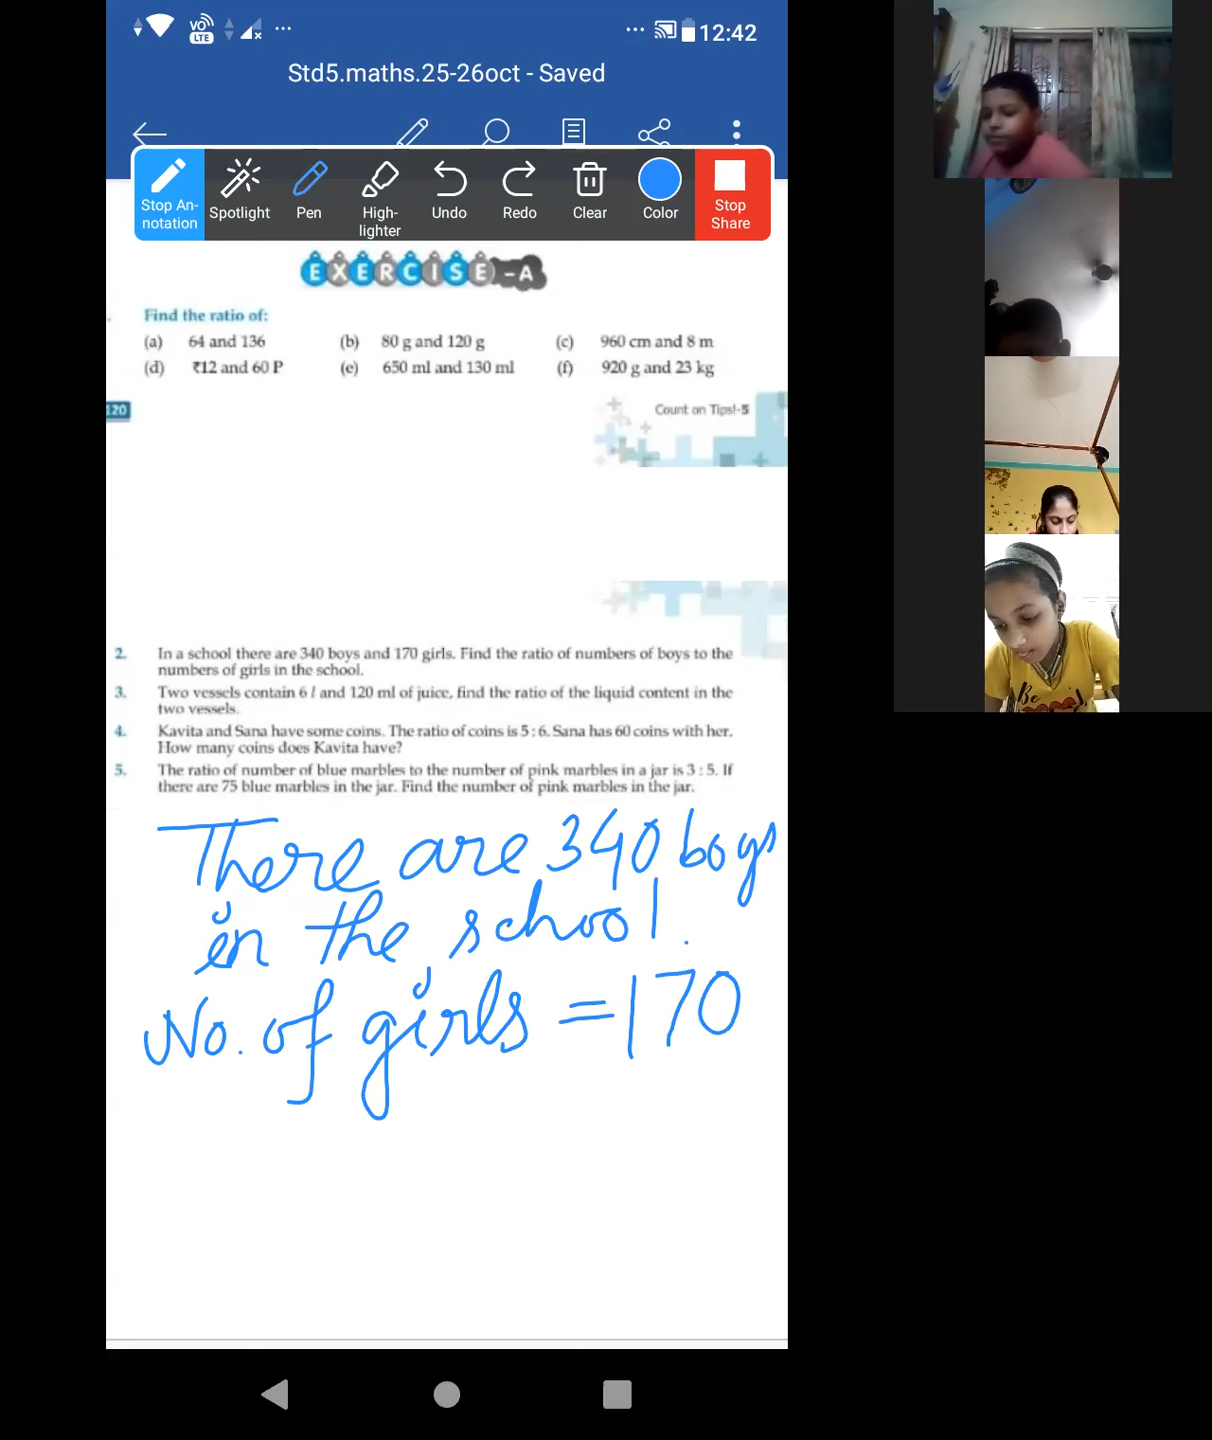 VO LTE ... ... 12:42
Std5.maths.25-26oct - Saved
Stop An-
notation
Spotlight
Pen
High-
lighter
Undo
Redo
Clear
Color
Stop
Share
EXERCISE-A
Find the ratio of:
(a) 64 and 136 (b) 80 g and 120 g (c) 960 cm and 8 m
(d) ₹12 and 60 P (e) 650 ml and 130 ml (f) 920 g and 23 kg
120
Count on Tips!-5
2. In a school there are 340 boys and 170 girls. Find the ratio of numbers of boys to the
numbers of girls in the school.
3. Two vessels contain 6 l and 120 ml of juice, find the ratio of the liquid content in the
two vessels.
4. Kavita and Sana have some coins. The ratio of coins is 5 : 6. Sana has 60 coins with her.
How many coins does Kavita have?
5. The ratio of number of blue marbles to the number of pink marbles in a jar is 3 : 5. If
there are 75 blue marbles in the jar. Find the number of pink marbles in the jar.
There are 340 boys
in the school.
No. of girls = 170
Be